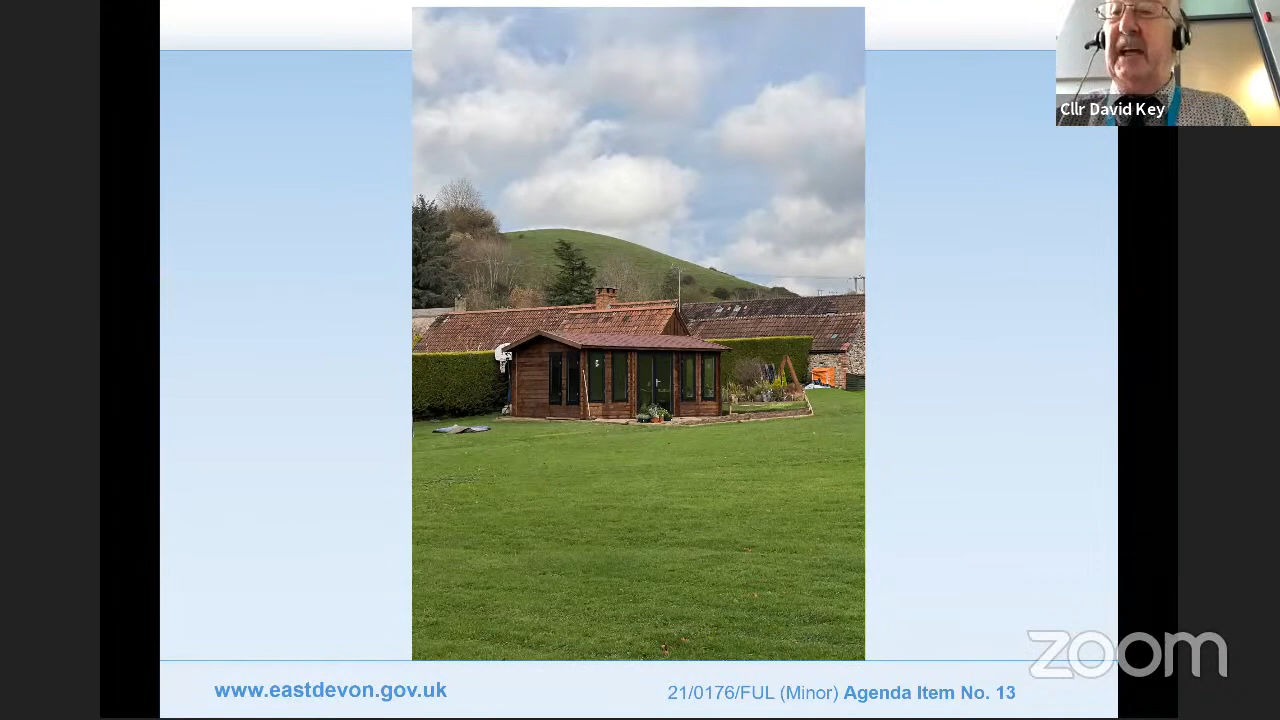 Cllr David Key
www.eastdevon.gov.uk
21/0176/FUL (Minor) Agenda Item No. 13
zoom